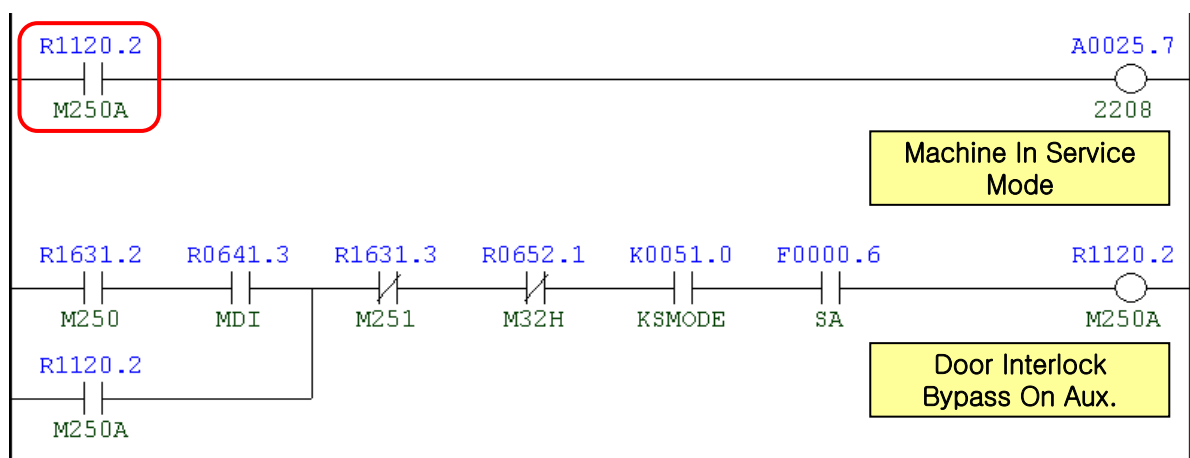 R1120.2 A0025.7
M250A 2208
Machine In Service
Mode
R1631.2 R0641.3 R1631.3 R0652.1 K0051.0 F0000.6 R1120.2
M250 MDI M251 M32H KSMODE SA M250A
R1120.2
M250A
Door Interlock
Bypass On Aux.